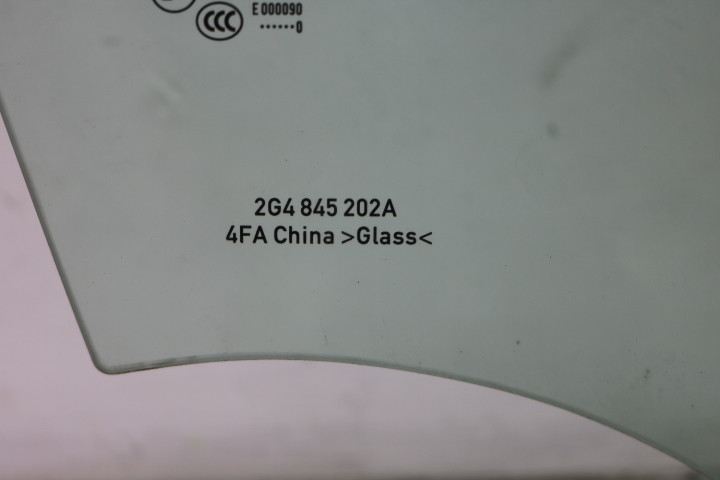 E 000090
CCC
······0
2G4 845 202A
4FA China >Glass<